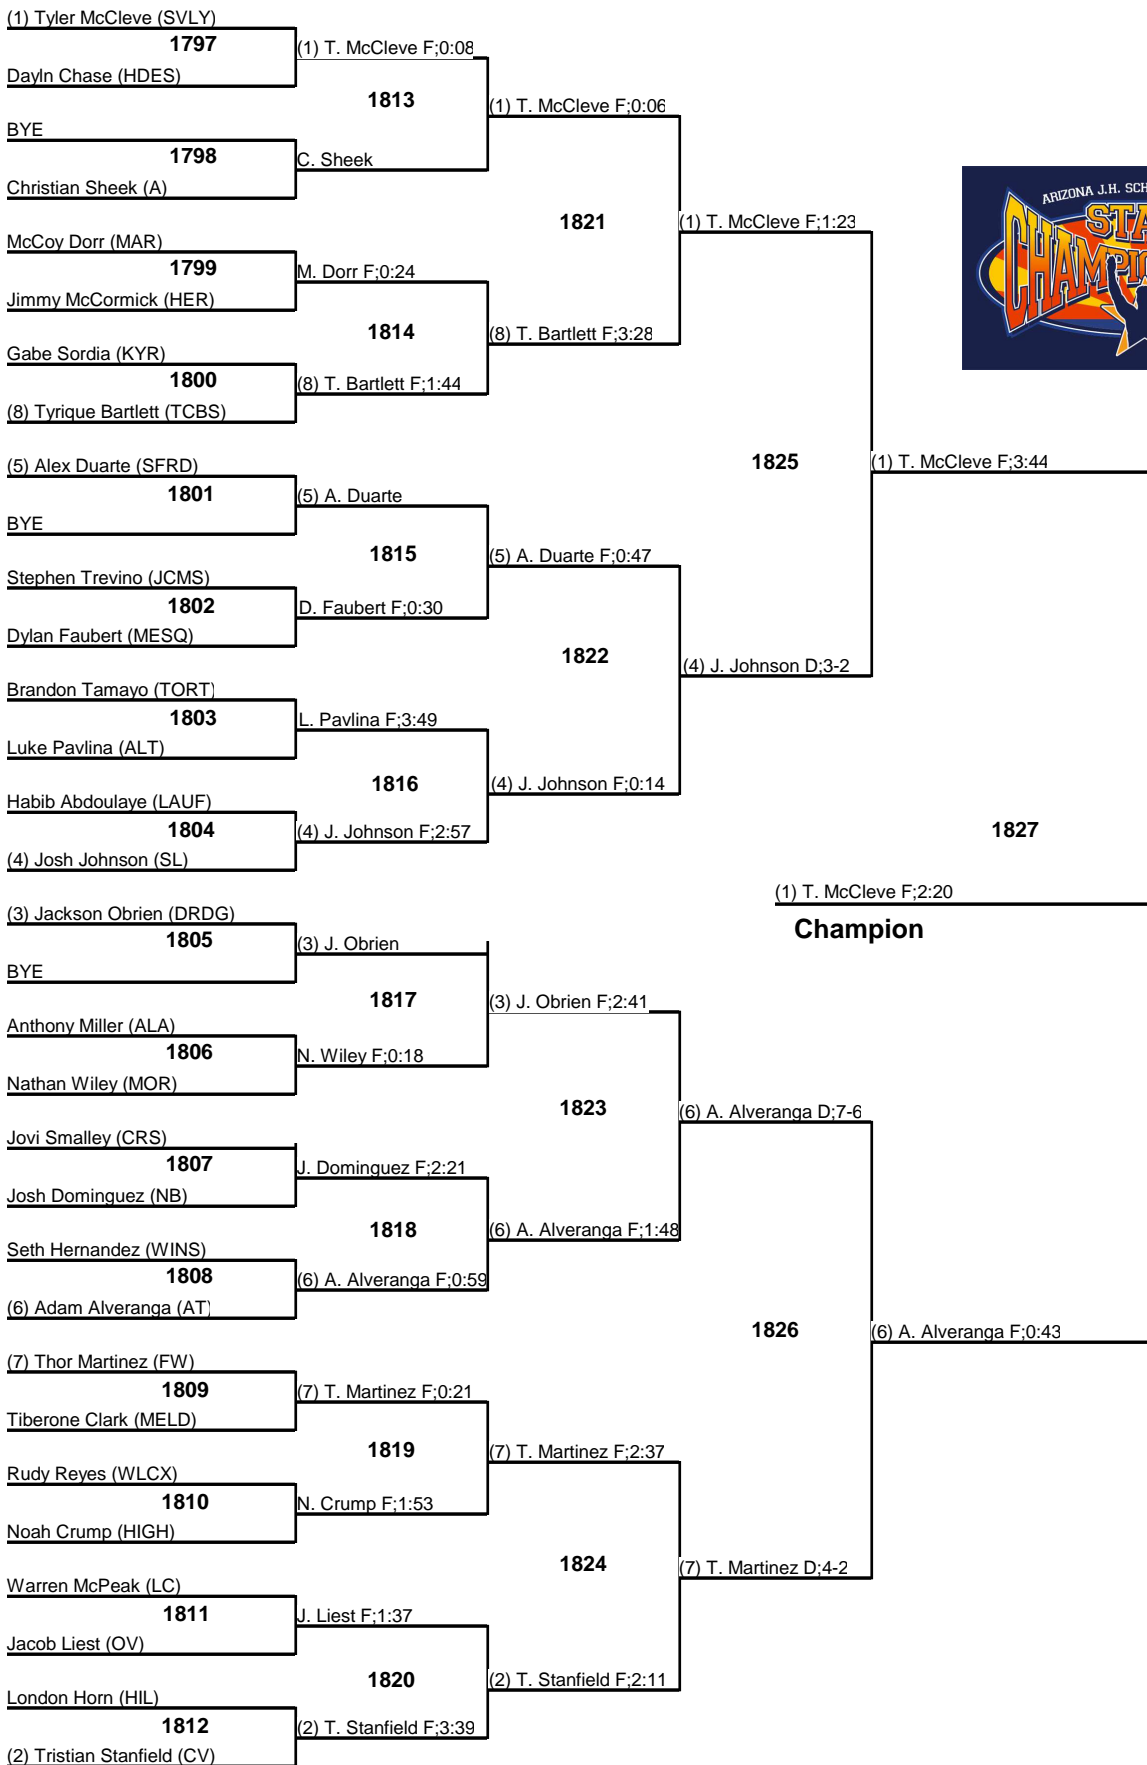 (1) Tyler McCleve (SVLY)
1797
Dayln Chase (HDES)
(1) T. McCleve F;0:08
1813
BYE
1798
Christian Sheek (A)
C. Sheek
(1) T. McCleve F;0:06
1821
McCoy Dorr (MAR)
1799
Jimmy McCormick (HER)
M. Dorr F;0:24
1814
Gabe Sordia (KYR)
1800
(8) Tyrique Bartlett (TCBS)
(8) T. Bartlett F;1:44
(8) T. Bartlett F;3:28
(1) T. McCleve F;1:23
1825
(5) Alex Duarte (SFRD)
1801
BYE
(5) A. Duarte
1815
Stephen Trevino (JCMS)
1802
Dylan Faubert (MESQ)
D. Faubert F;0:30
(5) A. Duarte F;0:47
1822
Brandon Tamayo (TORT)
1803
Luke Pavlina (ALT)
L. Pavlina F;3:49
1816
Habib Abdoulaye (LAUF)
1804
(4) Josh Johnson (SL)
(4) J. Johnson F;2:57
(4) J. Johnson F;0:14
(4) J. Johnson D;3-2
(1) T. McCleve F;3:44
ARIZONA J.H. SCH
STA
CHAMPIO
1827
(1) T. McCleve F;2:20
Champion
(3) Jackson Obrien (DRDG)
1805
BYE
(3) J. Obrien
1817
Anthony Miller (ALA)
1806
Nathan Wiley (MOR)
N. Wiley F;0:18
(3) J. Obrien F;2:41
1823
Jovi Smalley (CRS)
1807
Josh Dominguez (NB)
J. Dominguez F;2:21
1818
Seth Hernandez (WINS)
1808
(6) Adam Alveranga (AT)
(6) A. Alveranga F;0:59
(6) A. Alveranga F;1:48
(6) A. Alveranga D;7-6
1826
(7) Thor Martinez (FW)
1809
Tiberone Clark (MELD)
(7) T. Martinez F;0:21
1819
Rudy Reyes (WLCX)
1810
Noah Crump (HIGH)
N. Crump F;1:53
(7) T. Martinez F;2:37
1824
Warren McPeak (LC)
1811
Jacob Liest (OV)
J. Liest F;1:37
1820
London Horn (HIL)
1812
(2) Tristian Stanfield (CV)
(2) T. Stanfield F;3:39
(2) T. Stanfield F;2:11
(7) T. Martinez D;4-2
(6) A. Alveranga F;0:43